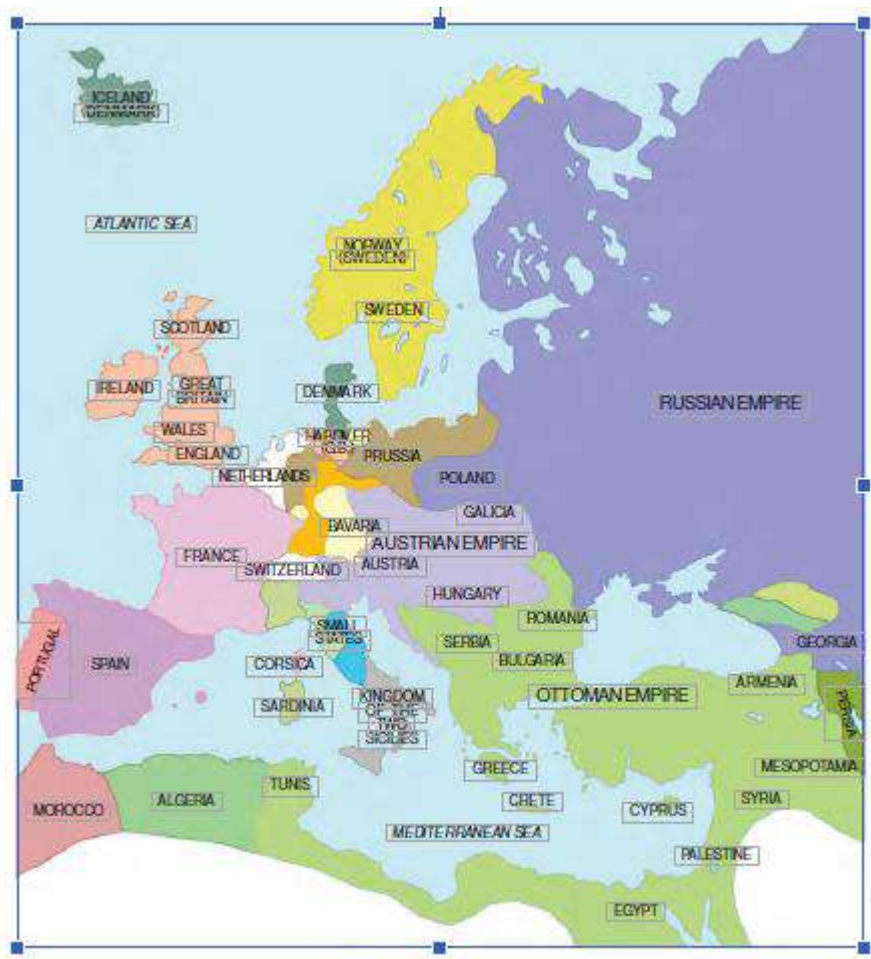 ICELAND
(DENMARK)
ATLANTIC SEA
NORWAY
(SWEDEN)
SWEDEN
SCOTLAND
IRELAND
GREAT
BRITAIN
DENMARK
RUSSIAN EMPIRE
WALES
ENGLAND
PRUSSIA
NETHERLANDS
POLAND
GALICIA
BAVARIA
AUSTRIAN EMPIRE
FRANCE
SWITZERLAND
AUSTRIA
HUNGARY
ROMANIA
SMALL
STATES
SERBIA
GEORGIA
PORTUGAL
SPAIN
CORSICA
BULGARIA
ARMENIA
OTTOMAN EMPIRE
SARDINIA
KINGDOM
OF THE
TWO
SICILIES
PERSIA
GREECE
MESOPOTAMIA
TUNIS
ALGERIA
MOROCCO
CRETE
CYPRUS
SYRIA
MEDITERRANEAN SEA
PALESTINE
EGYPT